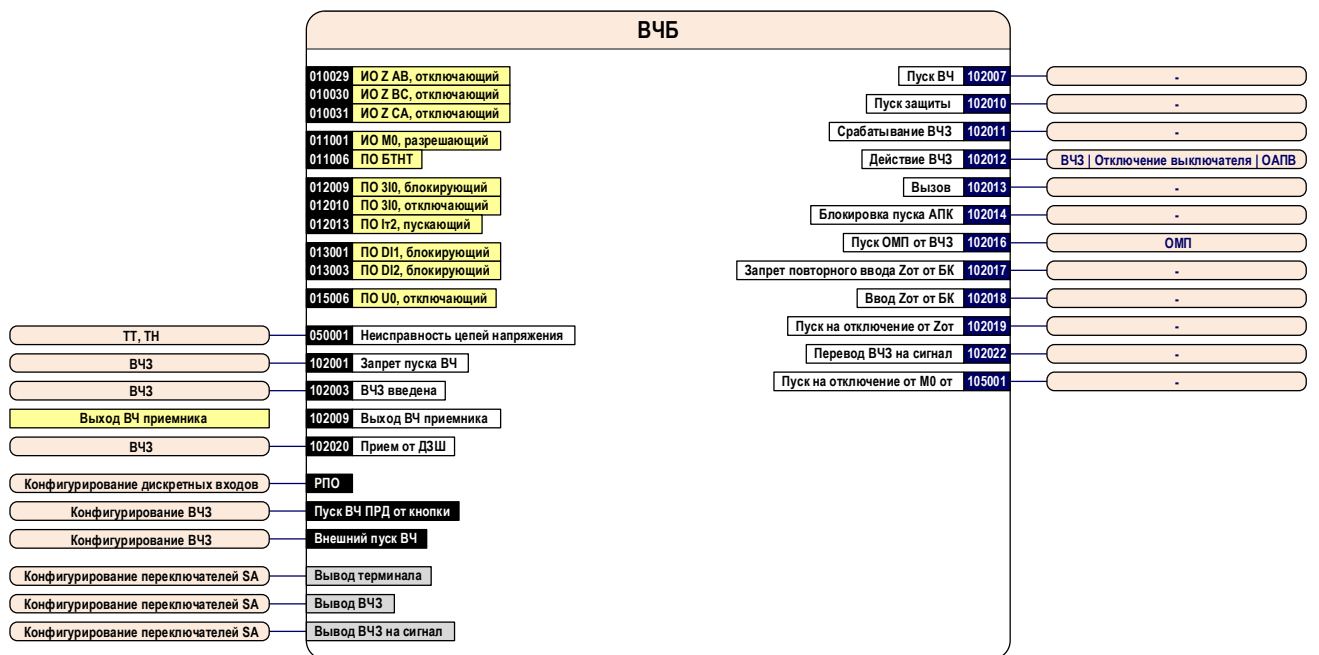 ВЧБ
010029 ИО Z AB, отключающий
010030 ИО Z BC, отключающий
010031 ИО Z CA, отключающий
011001 ИО M0, разрешающий
011006 ПО БТНТ
012009 ПО 3I0, блокирующий
012010 ПО 3I0, отключающий
012013 ПО Iт2, пускающий
013001 ПО DI1, блокирующий
013003 ПО DI2, блокирующий
015006 ПО U0, отключающий
ТТ, ТН 050001 Неисправность цепей напряжения
ВЧЗ 102001 Запрет пуска ВЧ
ВЧЗ 102003 ВЧЗ введена
Выход ВЧ приемника 102009 Выход ВЧ приемника
ВЧЗ 102020 Прием от ДЗШ
Конфигурирование дискретных входов РПО
Конфигурирование ВЧЗ Пуск ВЧ ПРД от кнопки
Конфигурирование ВЧЗ Внешний пуск ВЧ
Конфигурирование переключателей SA Вывод терминала
Конфигурирование переключателей SA Вывод ВЧЗ
Конфигурирование переключателей SA Вывод ВЧЗ на сигнал
Пуск ВЧ 102007 -
Пуск защиты 102010 -
Срабатывание ВЧЗ 102011 -
Действие ВЧЗ 102012 ВЧЗ | Отключение выключателя | ОАПВ
Вызов 102013 -
Блокировка пуска АПК 102014 -
Пуск ОМП от ВЧЗ 102016 ОМП
Запрет повторного ввода Zот от БК 102017 -
Ввод Zот от БК 102018 -
Пуск на отключение от Zот 102019 -
Перевод ВЧЗ на сигнал 102022 -
Пуск на отключение от М0 от 105001 -